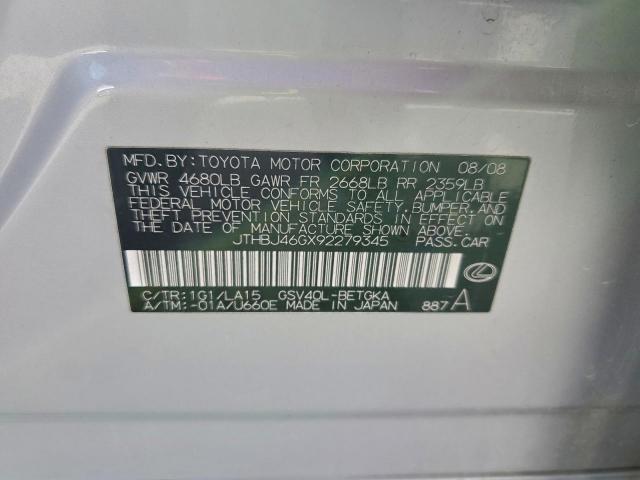 MFD.BY:TOYOTA MOTOR CORPORATION 08/08
GVWR 4680LB GAWR FR 2668LB RR 2359LB
THIS VEHICLE CONFORMS TO ALL APPLICABLE
FEDERAL MOTOR VEHICLE SAFETY,BUMPER, AND
THEFT PREVENTION STANDARDS IN EFFECT ON
THE DATE OF MANUFACTURE SHOWN ABOVE.
JTHBJ46GX92279345 PASS.CAR
C/TR:1G1/LA15 GSV40L-BETGKA
A/TM:-01A/U660E MADE IN JAPAN 887A